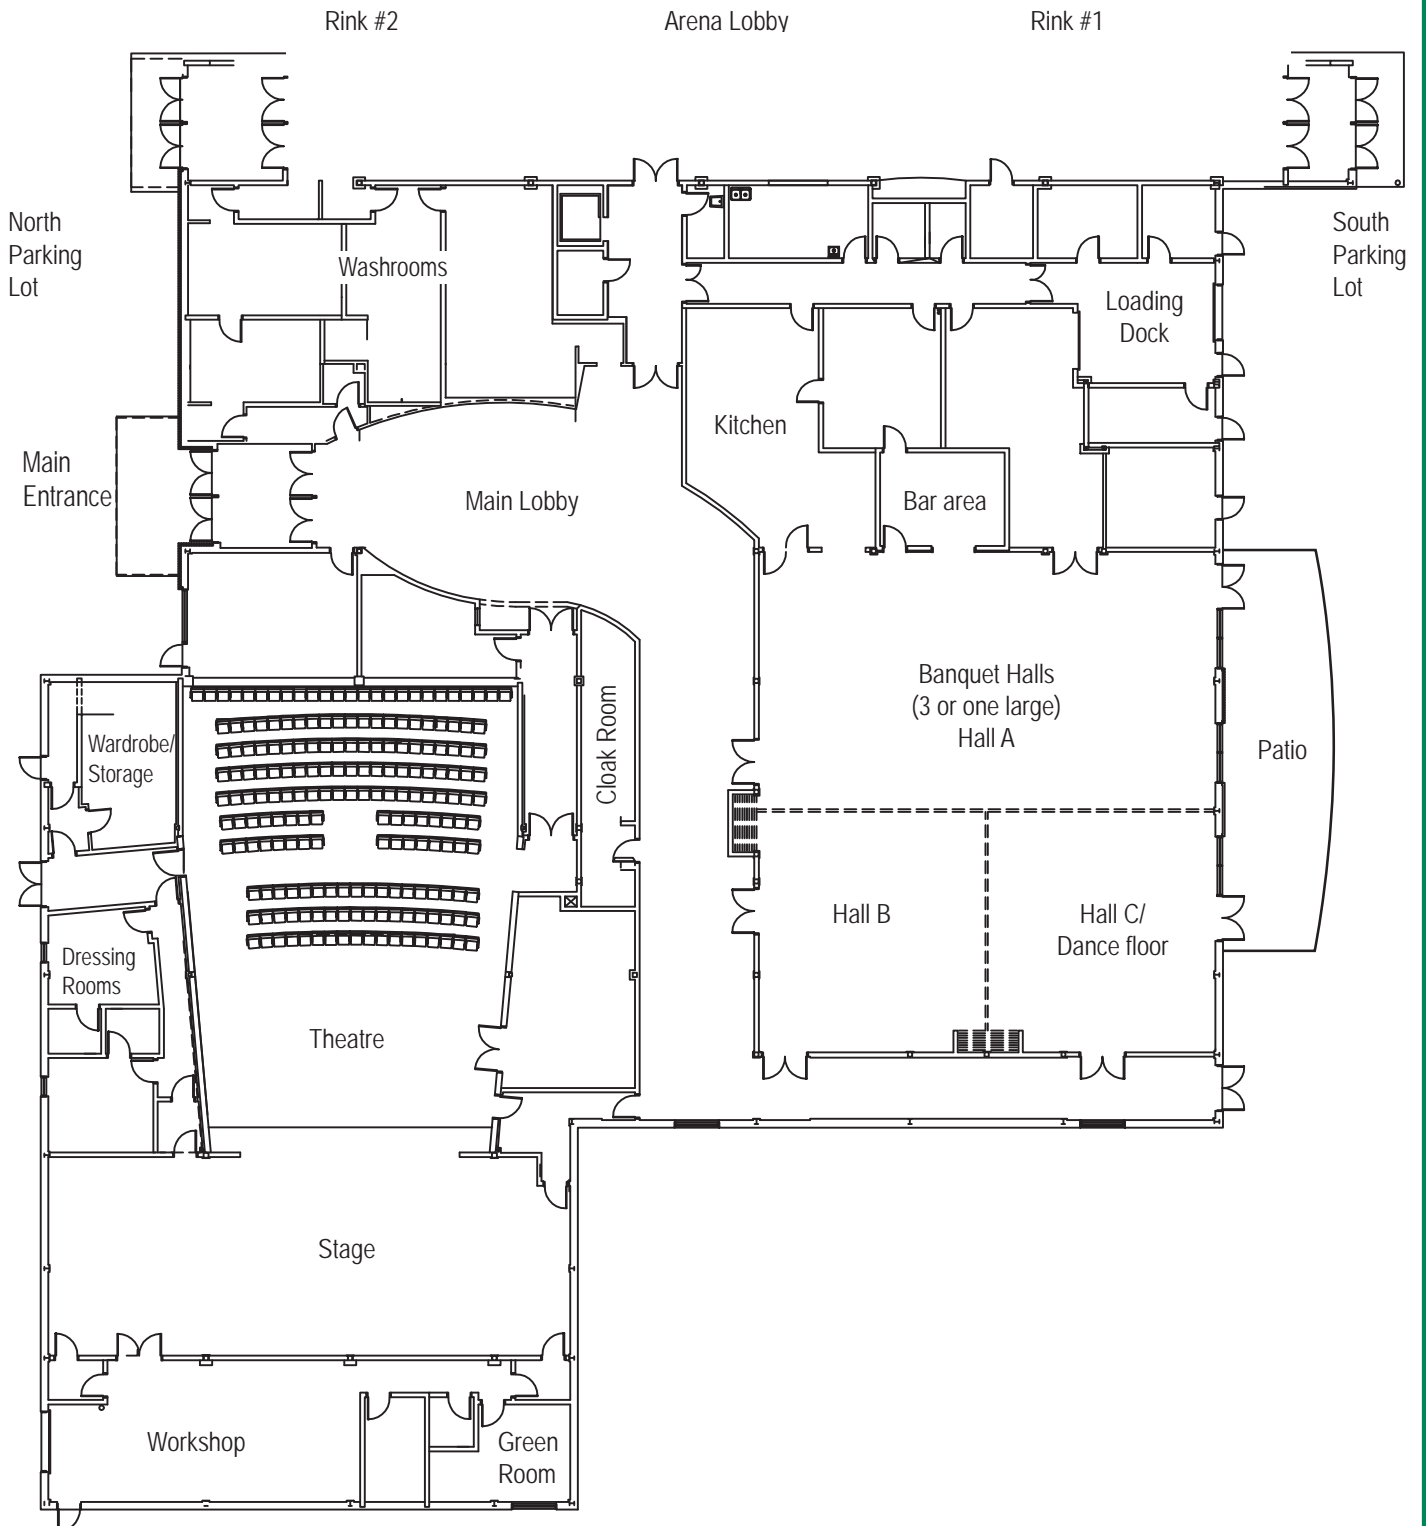 Rink #2
Arena Lobby
Rink #1
North
Parking
Lot
South
Parking
Lot
Washrooms
Loading
Dock
Kitchen
Main
Entrance
Main Lobby
Bar area
Banquet Halls
(3 or one large)
Hall A
Cloak Room
Wardrobe/
Storage
Patio
Hall B
Hall C/
Dance floor
Dressing
Rooms
Theatre
Stage
Workshop
Green
Room